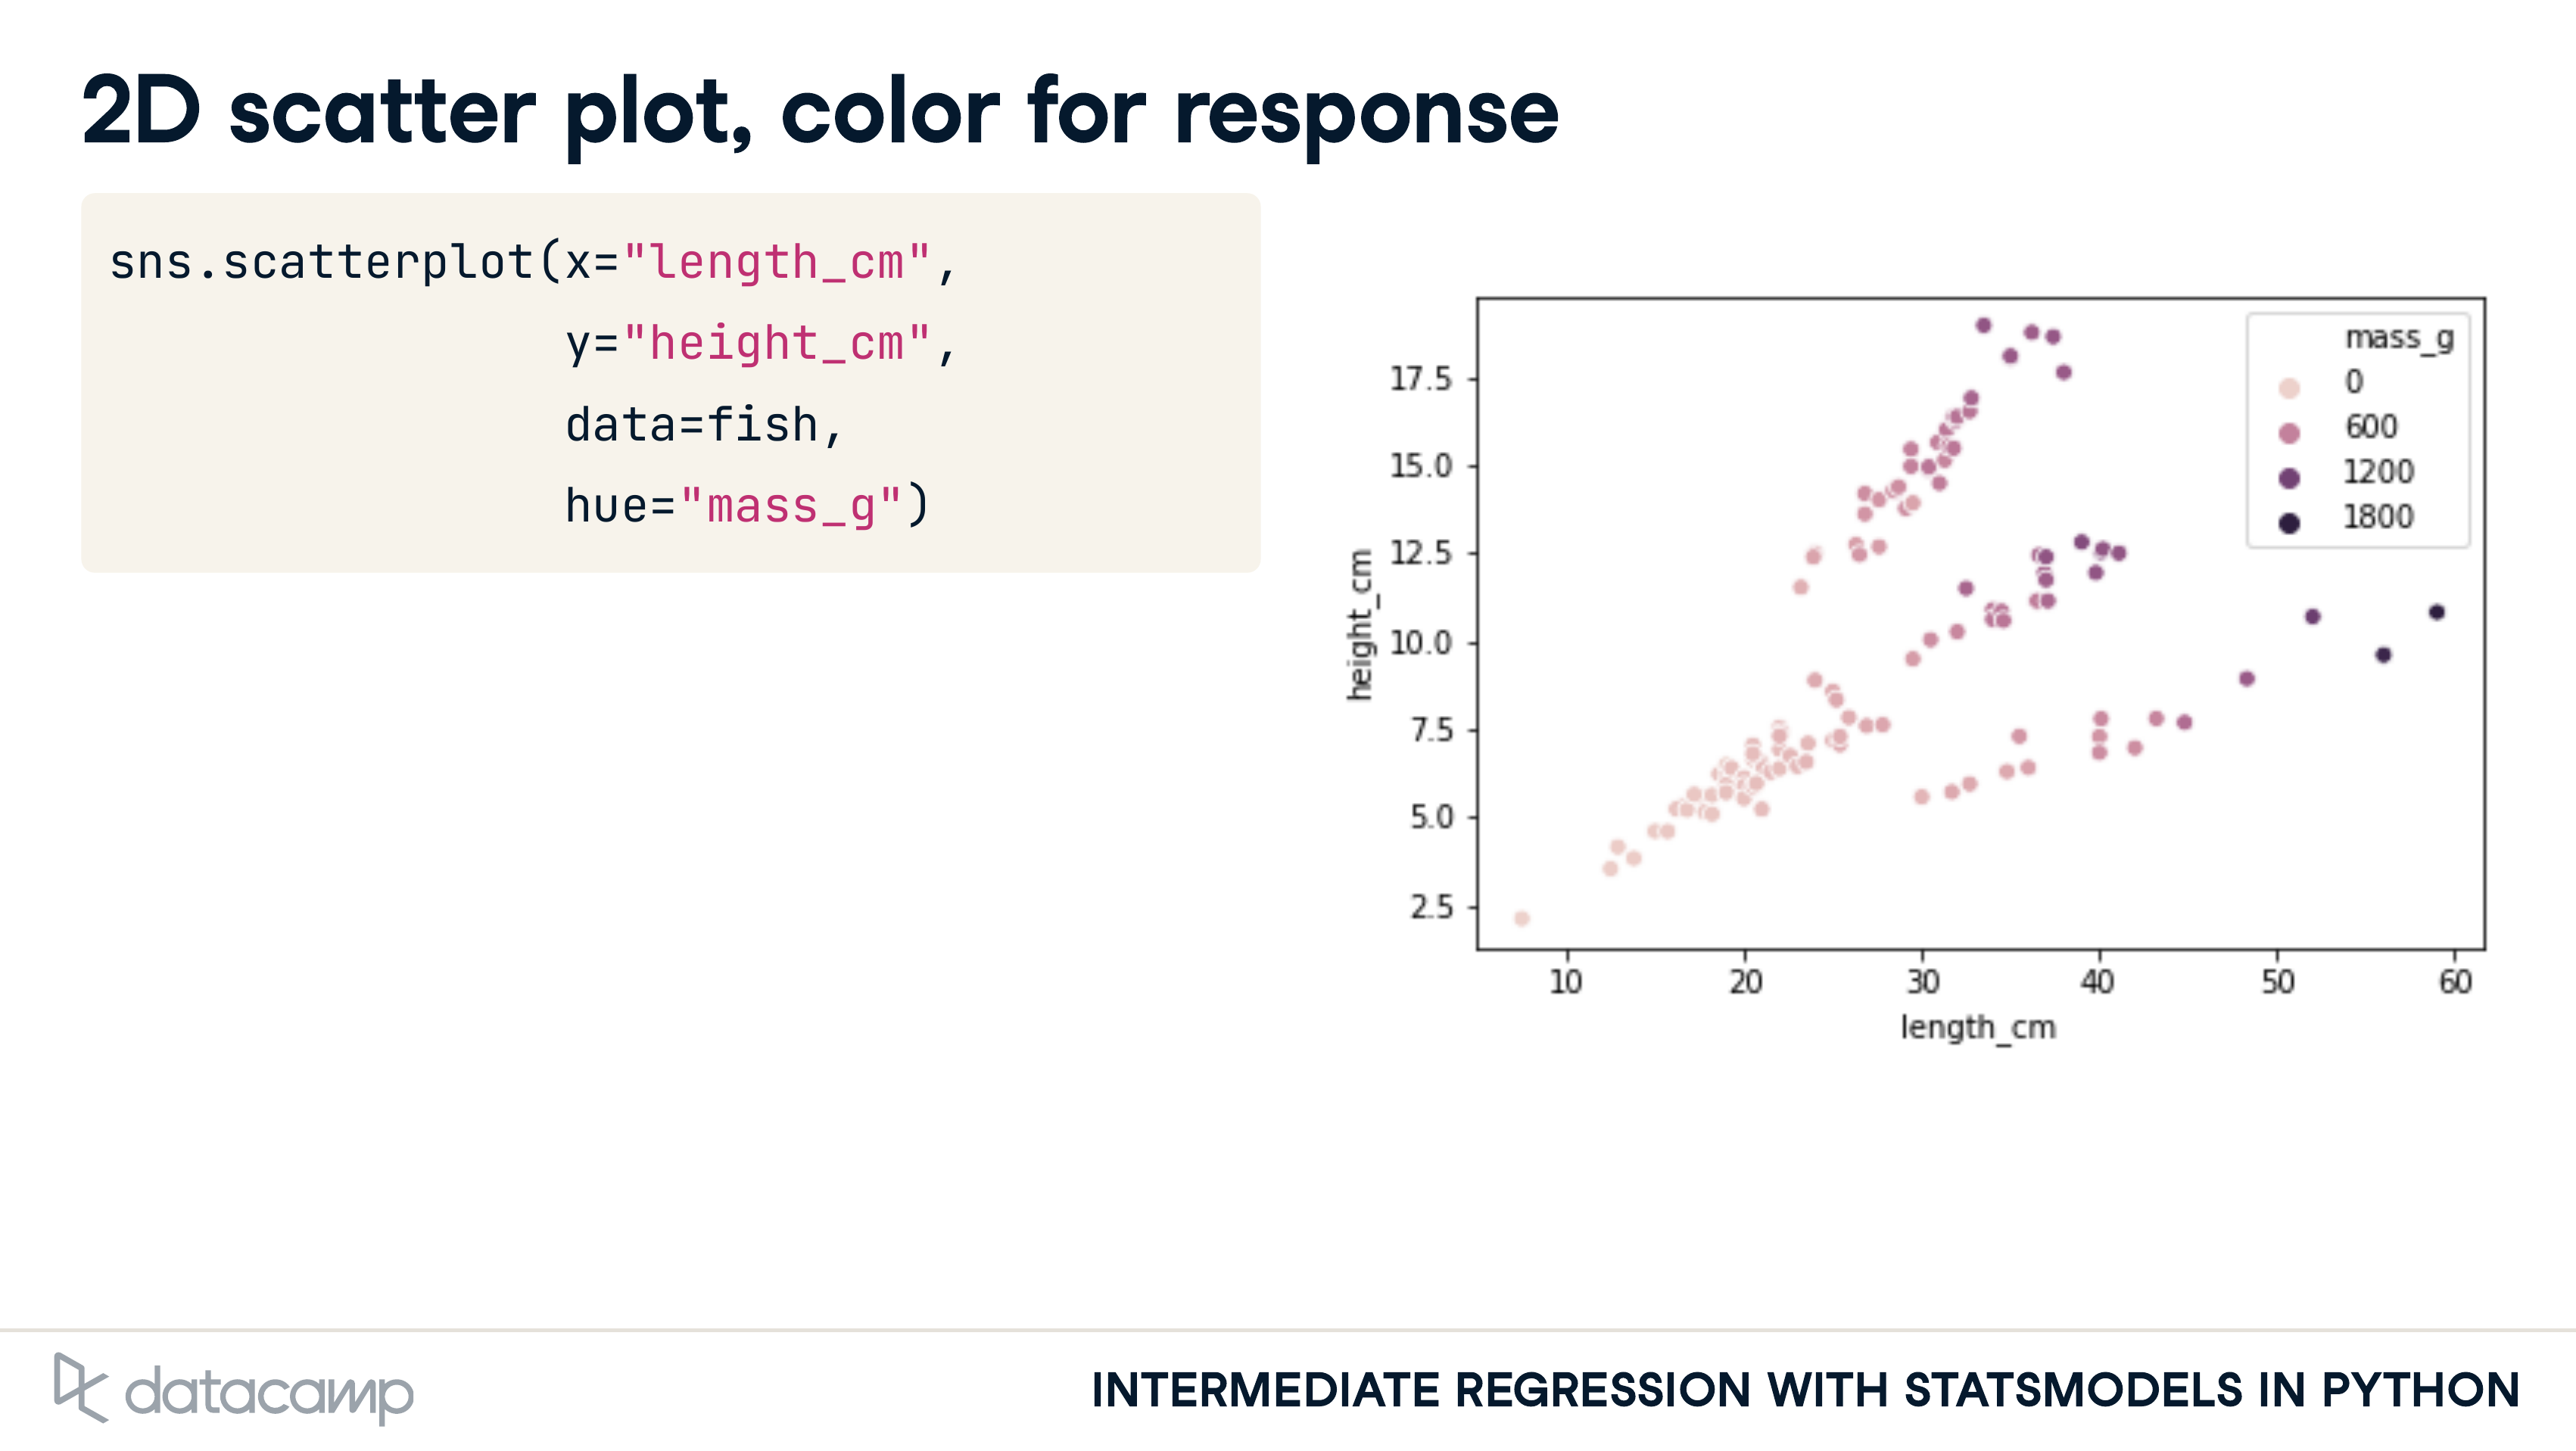 2D scatter plot, color for response
sns.scatterplot(x="length_cm",
y="height_cm",
data=fish,
hue="mass_g")
height_cm
17.5
15.0
12.5
10.0
7.5
5.0
2.5
mass_g
0
600
1200
1800
10 20 30 40 50 60
length_cm
datacamp
INTERMEDIATE REGRESSION WITH STATSMODELS IN PYTHON